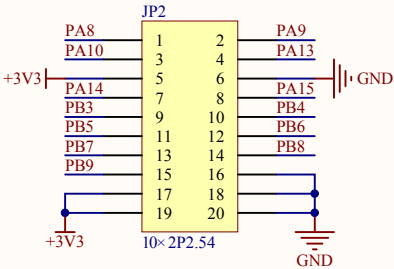 JP2
PA8 1 2 PA9
PA10 3 4 PA13
+3V3 5 6 GND
PA14 7 8 PA15
PB3 9 10 PB4
PB5 11 12 PB6
PB7 13 14 PB8
PB9 15 16
17 18
19 20
+3V3 10×2P2.54 GND